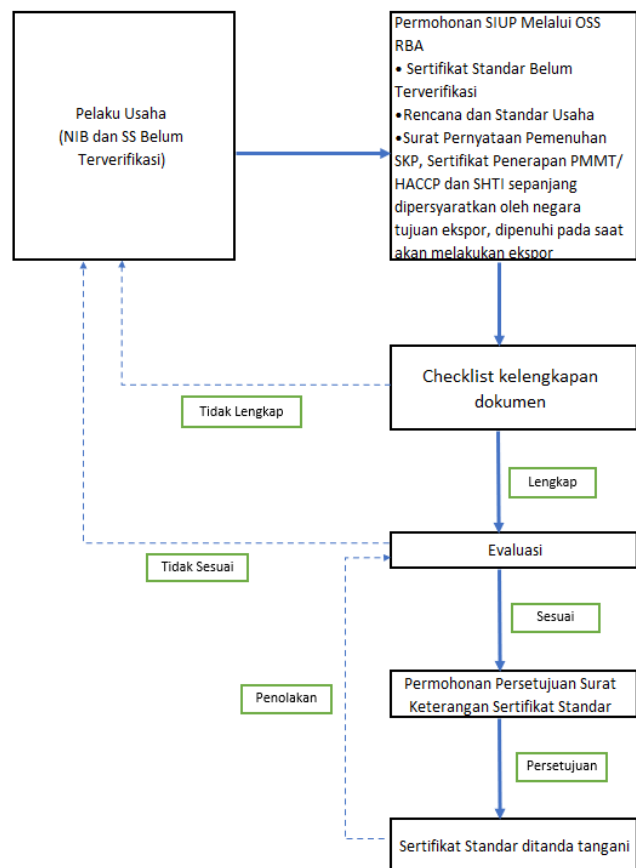 Pelaku Usaha
(NIB dan SS Belum
Terverifikasi)
Permohonan SIUP Melalui OSS
RBA
• Sertifikat Standar Belum
Terverifikasi
•Rencana dan Standar Usaha
•Surat Pernyataan Pemenuhan
SKP, Sertifikat Penerapan PMMT/
HACCP dan SHTI sepanjang
dipersyaratkan oleh negara
tujuan ekspor, dipenuhi pada saat
akan melakukan ekspor
Checklist kelengkapan
dokumen
Tidak Lengkap
Lengkap
Evaluasi
Tidak Sesuai
Sesuai
Permohonan Persetujuan Surat
Keterangan Sertifikat Standar
Penolakan
Persetujuan
Sertifikat Standar ditanda tangani